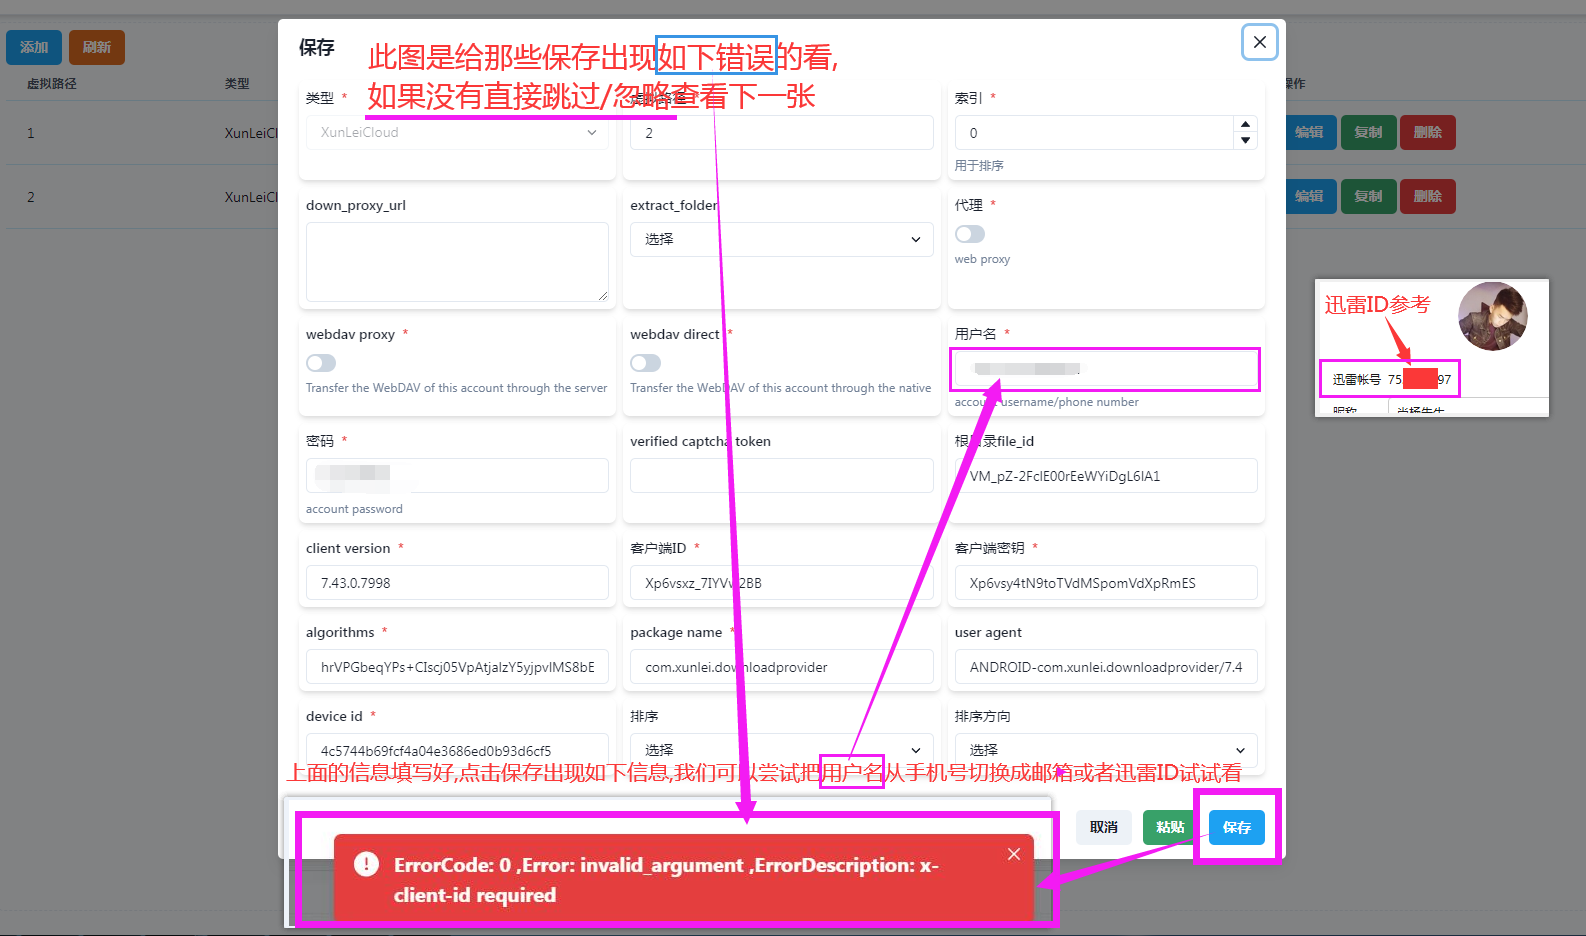 添加
刷新
虚拟路径
类型
操作
1
XunLeiCl
编辑
复制
删除
2
XunLeiCl
编辑
复制
删除
保存
此图是给那些保存出现如下错误的看,
如果没有直接跳过/忽略查看下一张
类型 *
XunLeiCloud
虚拟路径 *
2
索引 *
0
用于排序
down_proxy_url
extract_folder
选择
代理 *
web proxy
webdav proxy *
Transfer the WebDAV of this account through the server
webdav direct *
Transfer the WebDAV of this account through the native
用户名 *
account username/phone number
密码 *
account password
verified captcha token
根目录file_id
VM_pZ-2FclE00rEeWYiDgL6lA1
client version *
7.43.0.7998
客户端ID *
Xp6vsxz_7IYVw2BB
客户端密钥 *
Xp6vsy4tN9toTVdMSpomVdXpRmES
algorithms *
hrVPGbeqYPs+CIscj05VpAtjalzY5yjpvlMS8bE
package name *
com.xunlei.downloadprovider
user agent
ANDROID-com.xunlei.downloadprovider/7.4
device id *
4c5744b69fcf4a04e3686ed0b93d6cf5
排序
选择
排序方向
选择
上面的信息填写好,点击保存出现如下信息,我们可以尝试把用户名从手机号切换成邮箱或者迅雷ID试试看
取消
粘贴
保存
ErrorCode: 0 ,Error: invalid_argument ,ErrorDescription: x-
client-id required
迅雷ID参考
迅雷帐号 75 97
昵称